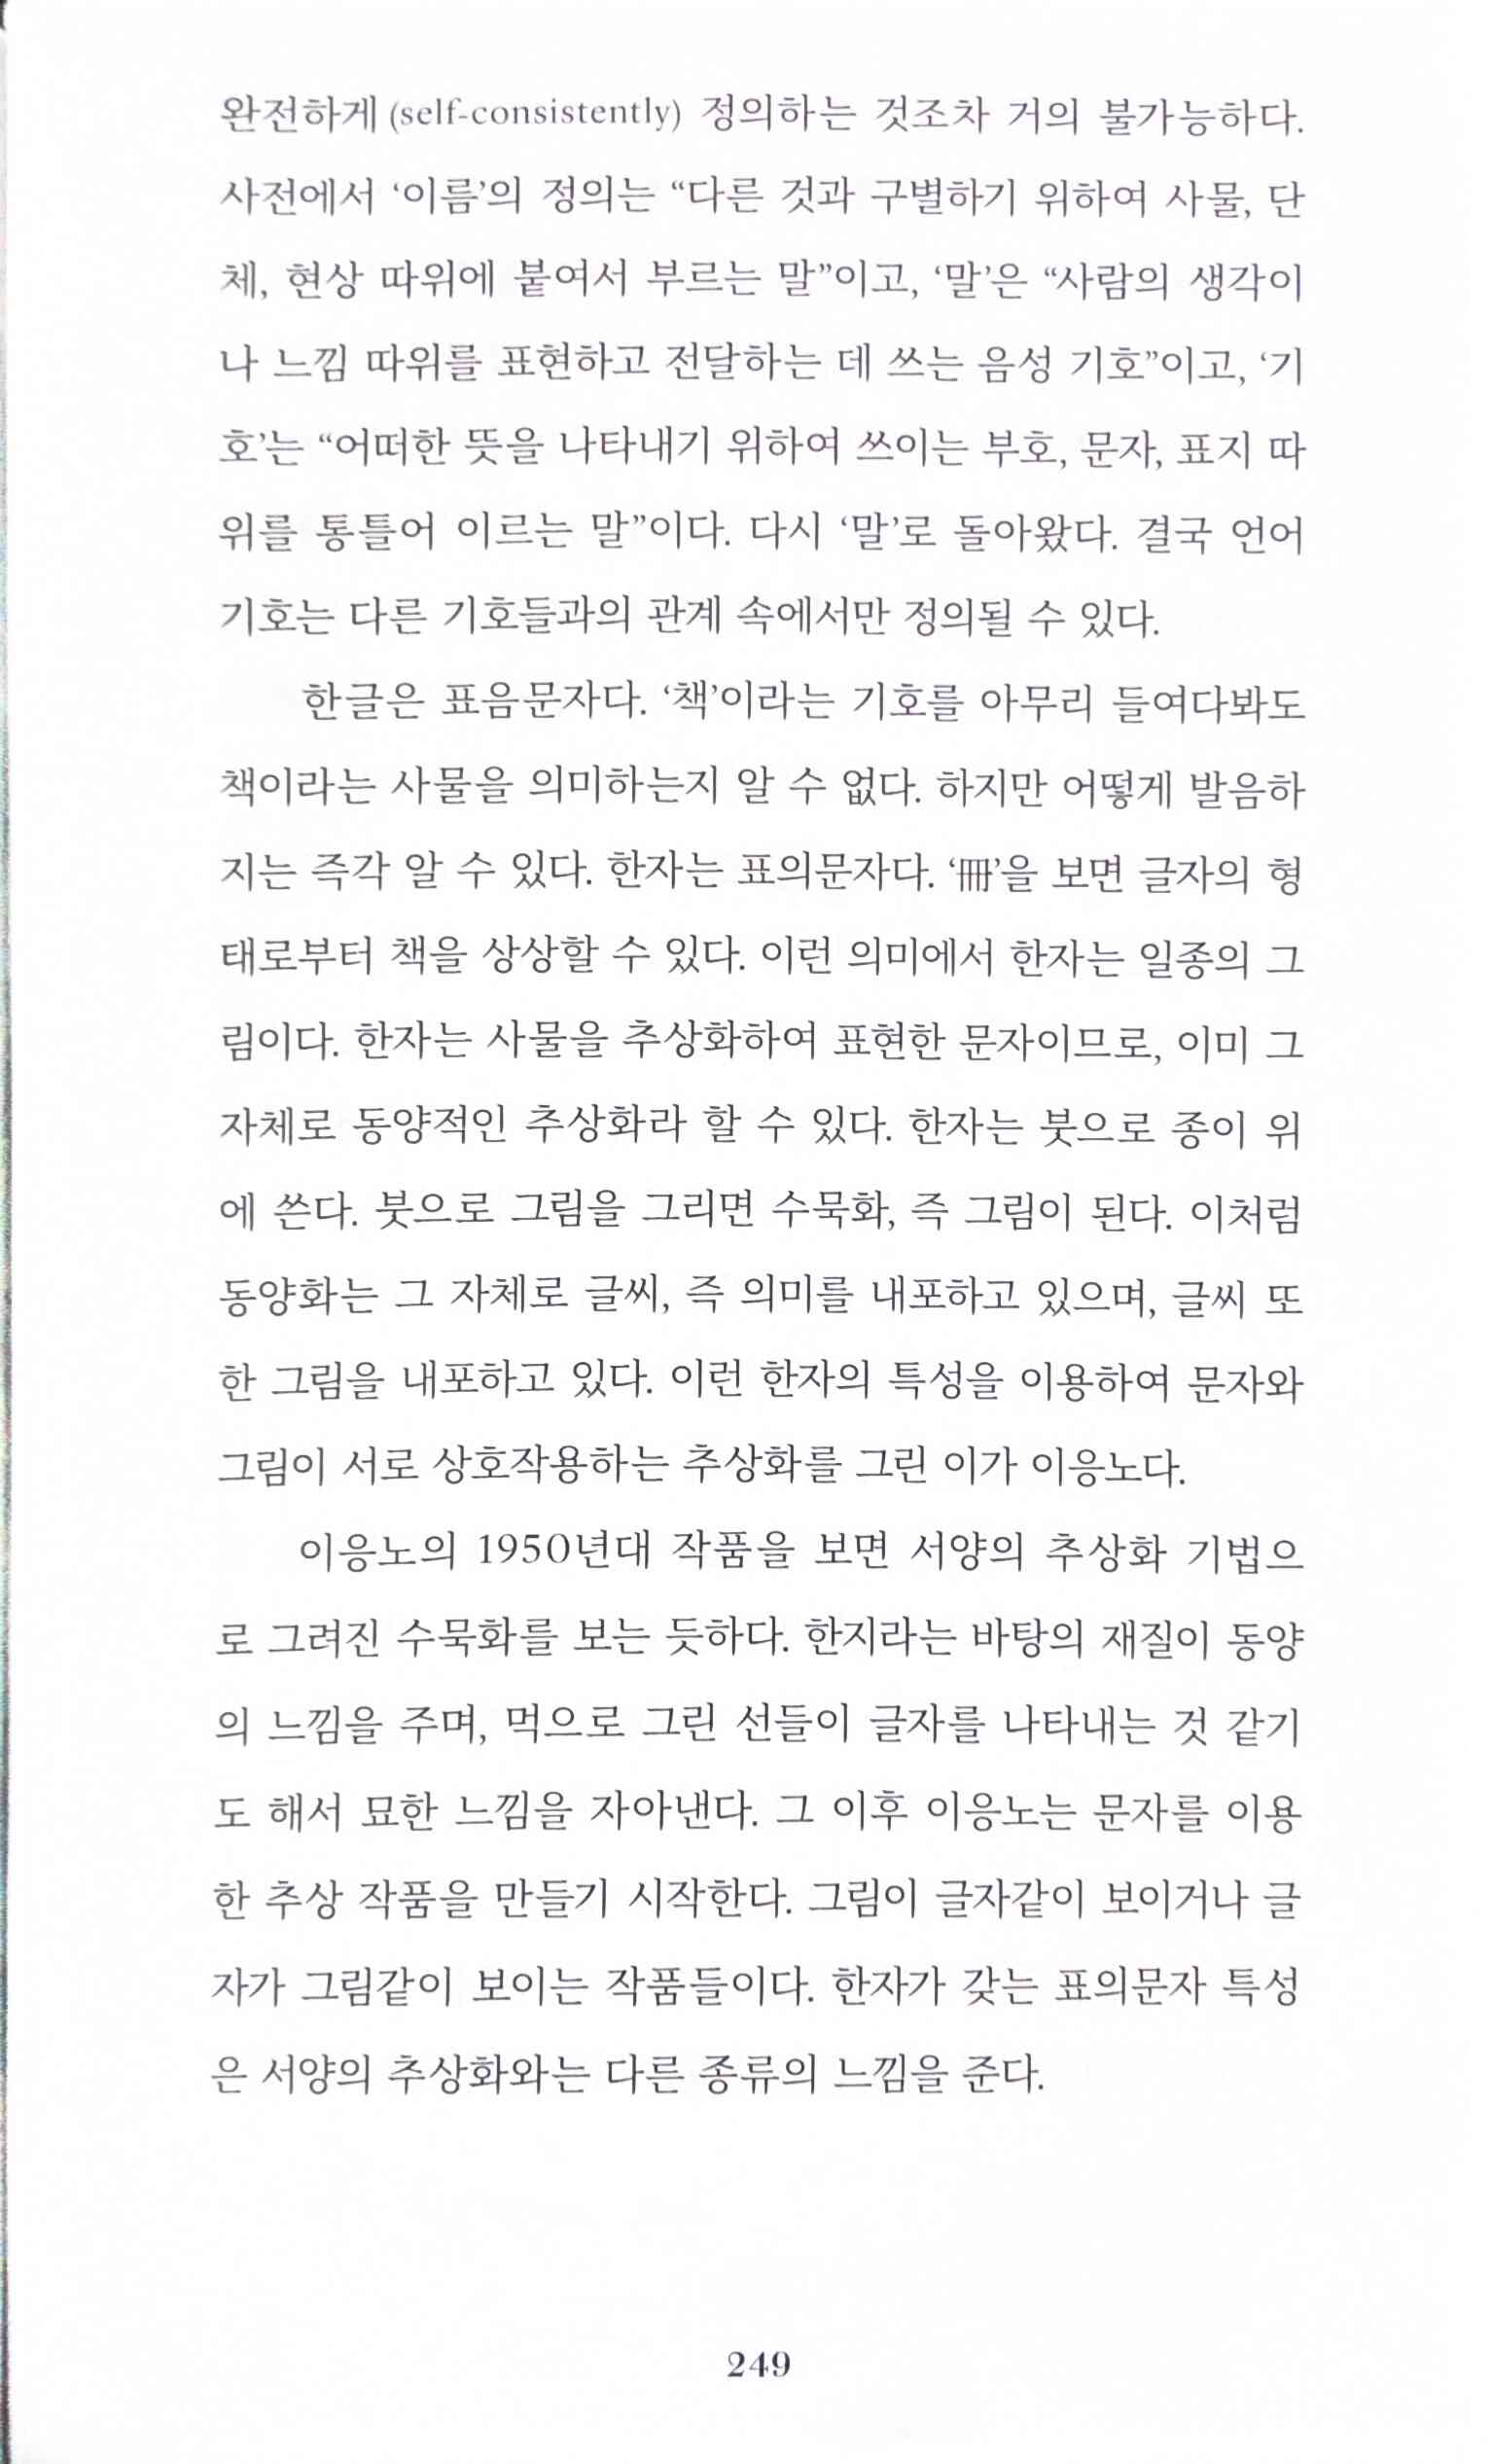 완전하게(self-consistently) 정의하는 것조차 거의 불가능하다.
사전에서 ‘이름’의 정의는 “다른 것과 구별하기 위하여 사물, 단
체, 현상 따위에 붙여서 부르는 말”이고, ‘말’은 “사람의 생각이
나 느낌 따위를 표현하고 전달하는 데 쓰는 음성 기호”이고, ‘기
호’는 “어떠한 뜻을 나타내기 위하여 쓰이는 부호, 문자, 표지 따
위를 통틀어 이르는 말”이다. 다시 ‘말’로 돌아왔다. 결국 언어
기호는 다른 기호들과의 관계 속에서만 정의될 수 있다.
한글은 표음문자다. ‘책’이라는 기호를 아무리 들여다봐도
책이라는 사물을 의미하는지 알 수 없다. 하지만 어떻게 발음하
지는 즉각 알 수 있다. 한자는 표의문자다. ‘冊’을 보면 글자의 형
태로부터 책을 상상할 수 있다. 이런 의미에서 한자는 일종의 그
림이다. 한자는 사물을 추상화하여 표현한 문자이므로, 이미 그
자체로 동양적인 추상화라 할 수 있다. 한자는 붓으로 종이 위
에 쓴다. 붓으로 그림을 그리면 수묵화, 즉 그림이 된다. 이처럼
동양화는 그 자체로 글씨, 즉 의미를 내포하고 있으며, 글씨 또
한 그림을 내포하고 있다. 이런 한자의 특성을 이용하여 문자와
그림이 서로 상호작용하는 추상화를 그린 이가 이응노다.
이응노의 1950년대 작품을 보면 서양의 추상화 기법으
로 그려진 수묵화를 보는 듯하다. 한지라는 바탕의 재질이 동양
의 느낌을 주며, 먹으로 그린 선들이 글자를 나타내는 것 같기
도 해서 묘한 느낌을 자아낸다. 그 이후 이응노는 문자를 이용
한 추상 작품을 만들기 시작한다. 그림이 글자같이 보이거나 글
자가 그림같이 보이는 작품들이다. 한자가 갖는 표의문자 특성
은 서양의 추상화와는 다른 종류의 느낌을 준다.
249